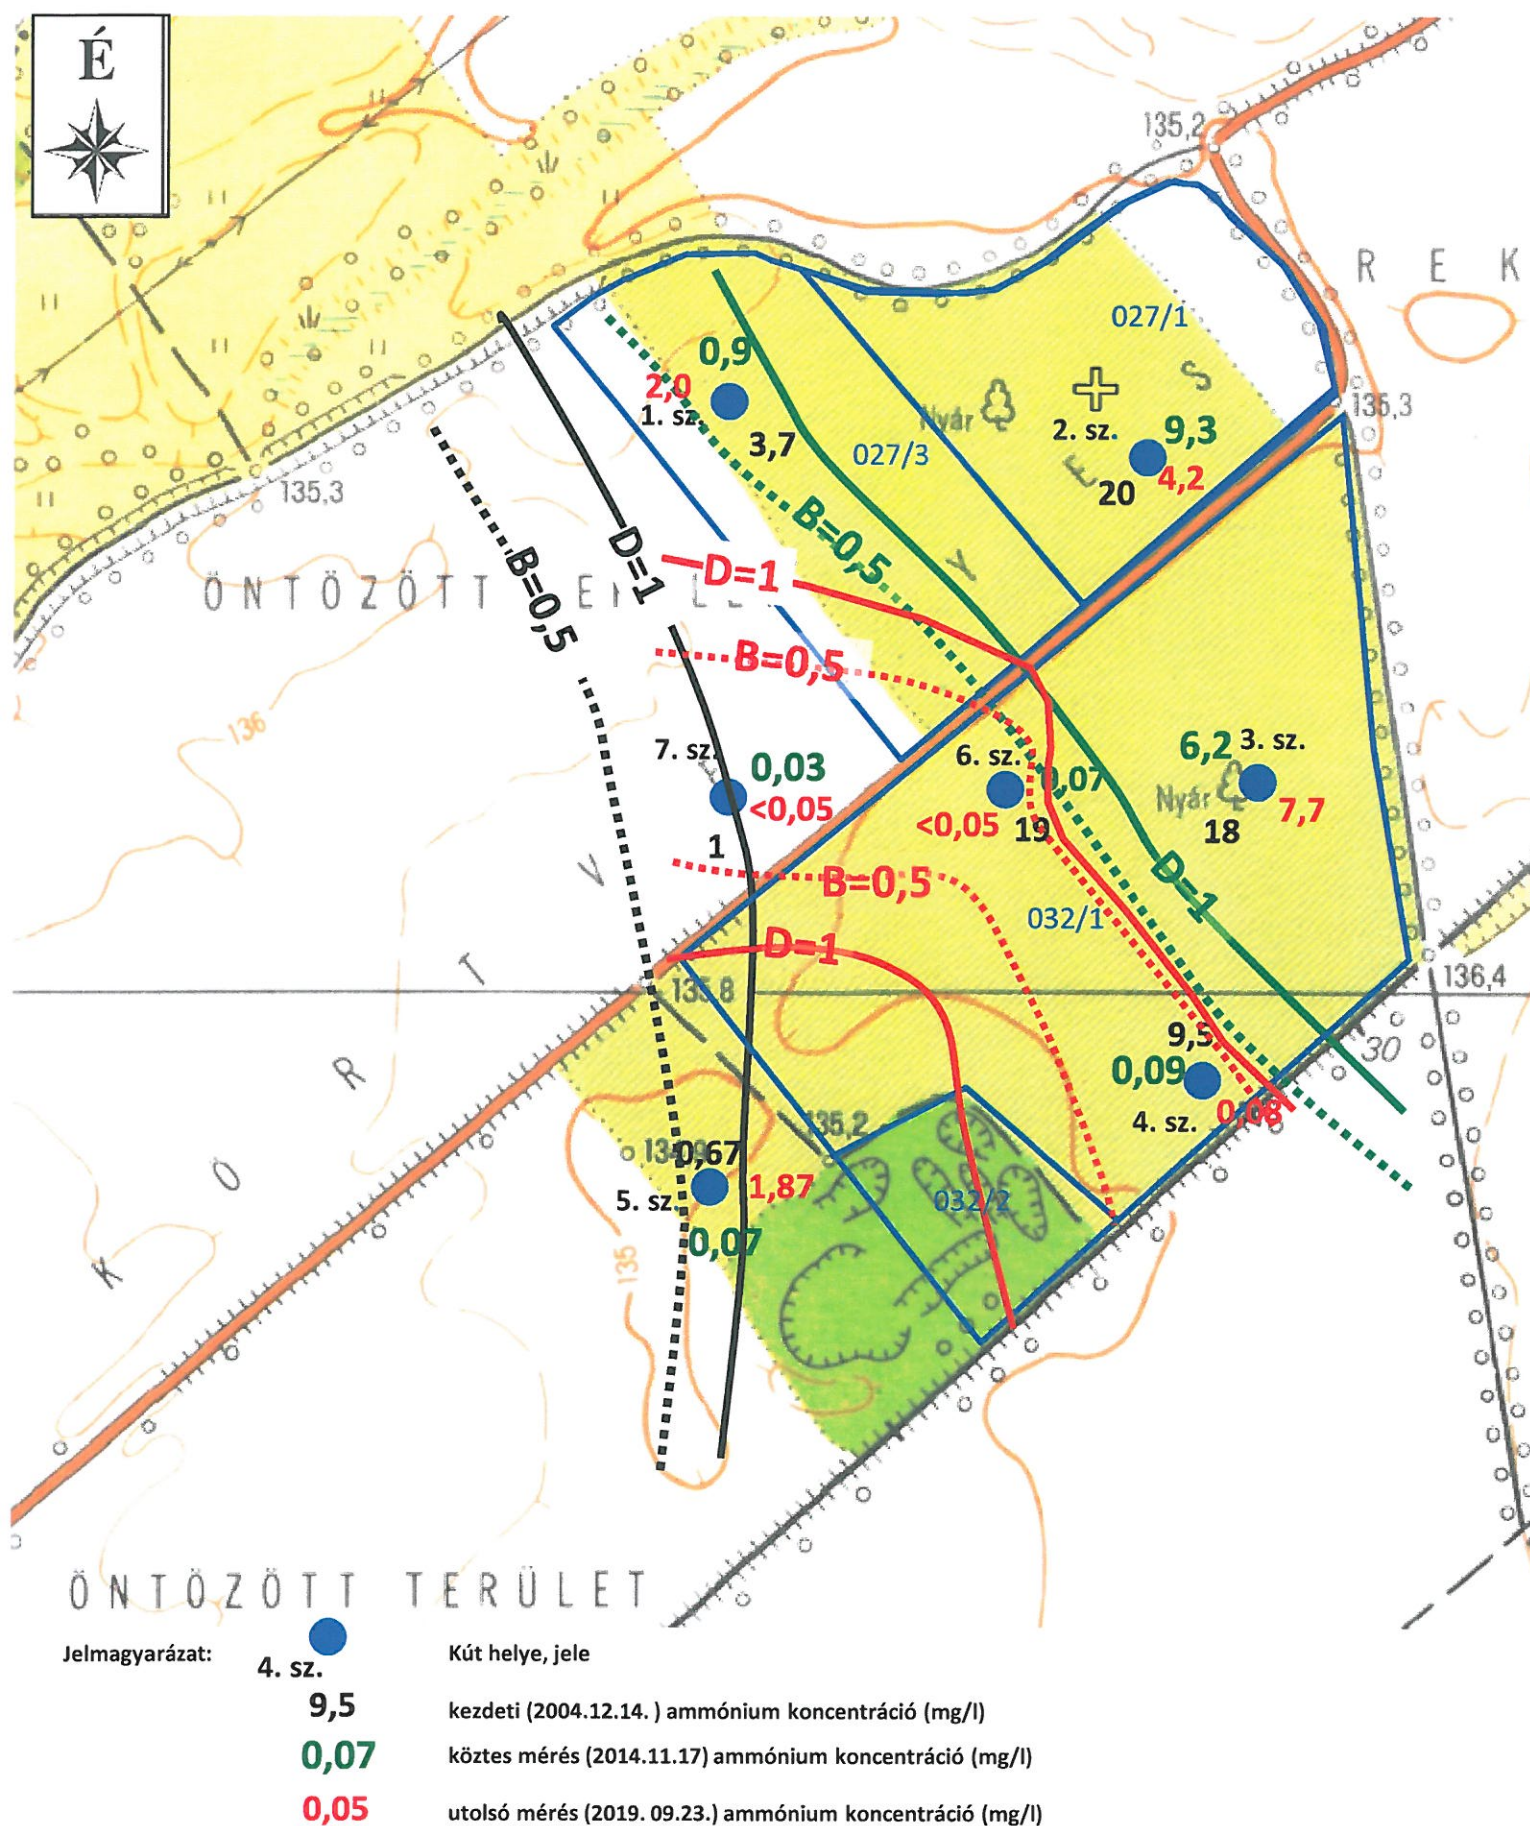 É
135,2
R E K
027/1
135,3
0,9
2,0
1. sz.
3,7
027/3
Nyár
S
2. sz.
9,3
4,2
20
E
135,3
B=0,5
Y
D=1
B=0,5
D=1
ÖNTÖZÖTT
B=0,5
136
7. sz.
0,03
<0,05
1
6. sz.
0,07
<0,05
19
6,2
3. sz.
Nyár
7,7
18
V
B=0,5
D=1
032/1
D=1
T
135,8
136,4
R
9,5
30
0,09
4. sz.
0,08
135,2
Ö
0,67
5. sz.
1,87
032/2
0,07
K
135
ÖNTÖZÖTT TERÜLET
Jelmagyarázat:
4. sz.
Kút helye, jele
9,5
kezdeti (2004.12.14. ) ammónium koncentráció (mg/l)
0,07
köztes mérés (2014.11.17) ammónium koncentráció (mg/l)
0,05
utolsó mérés (2019. 09.23.) ammónium koncentráció (mg/l)